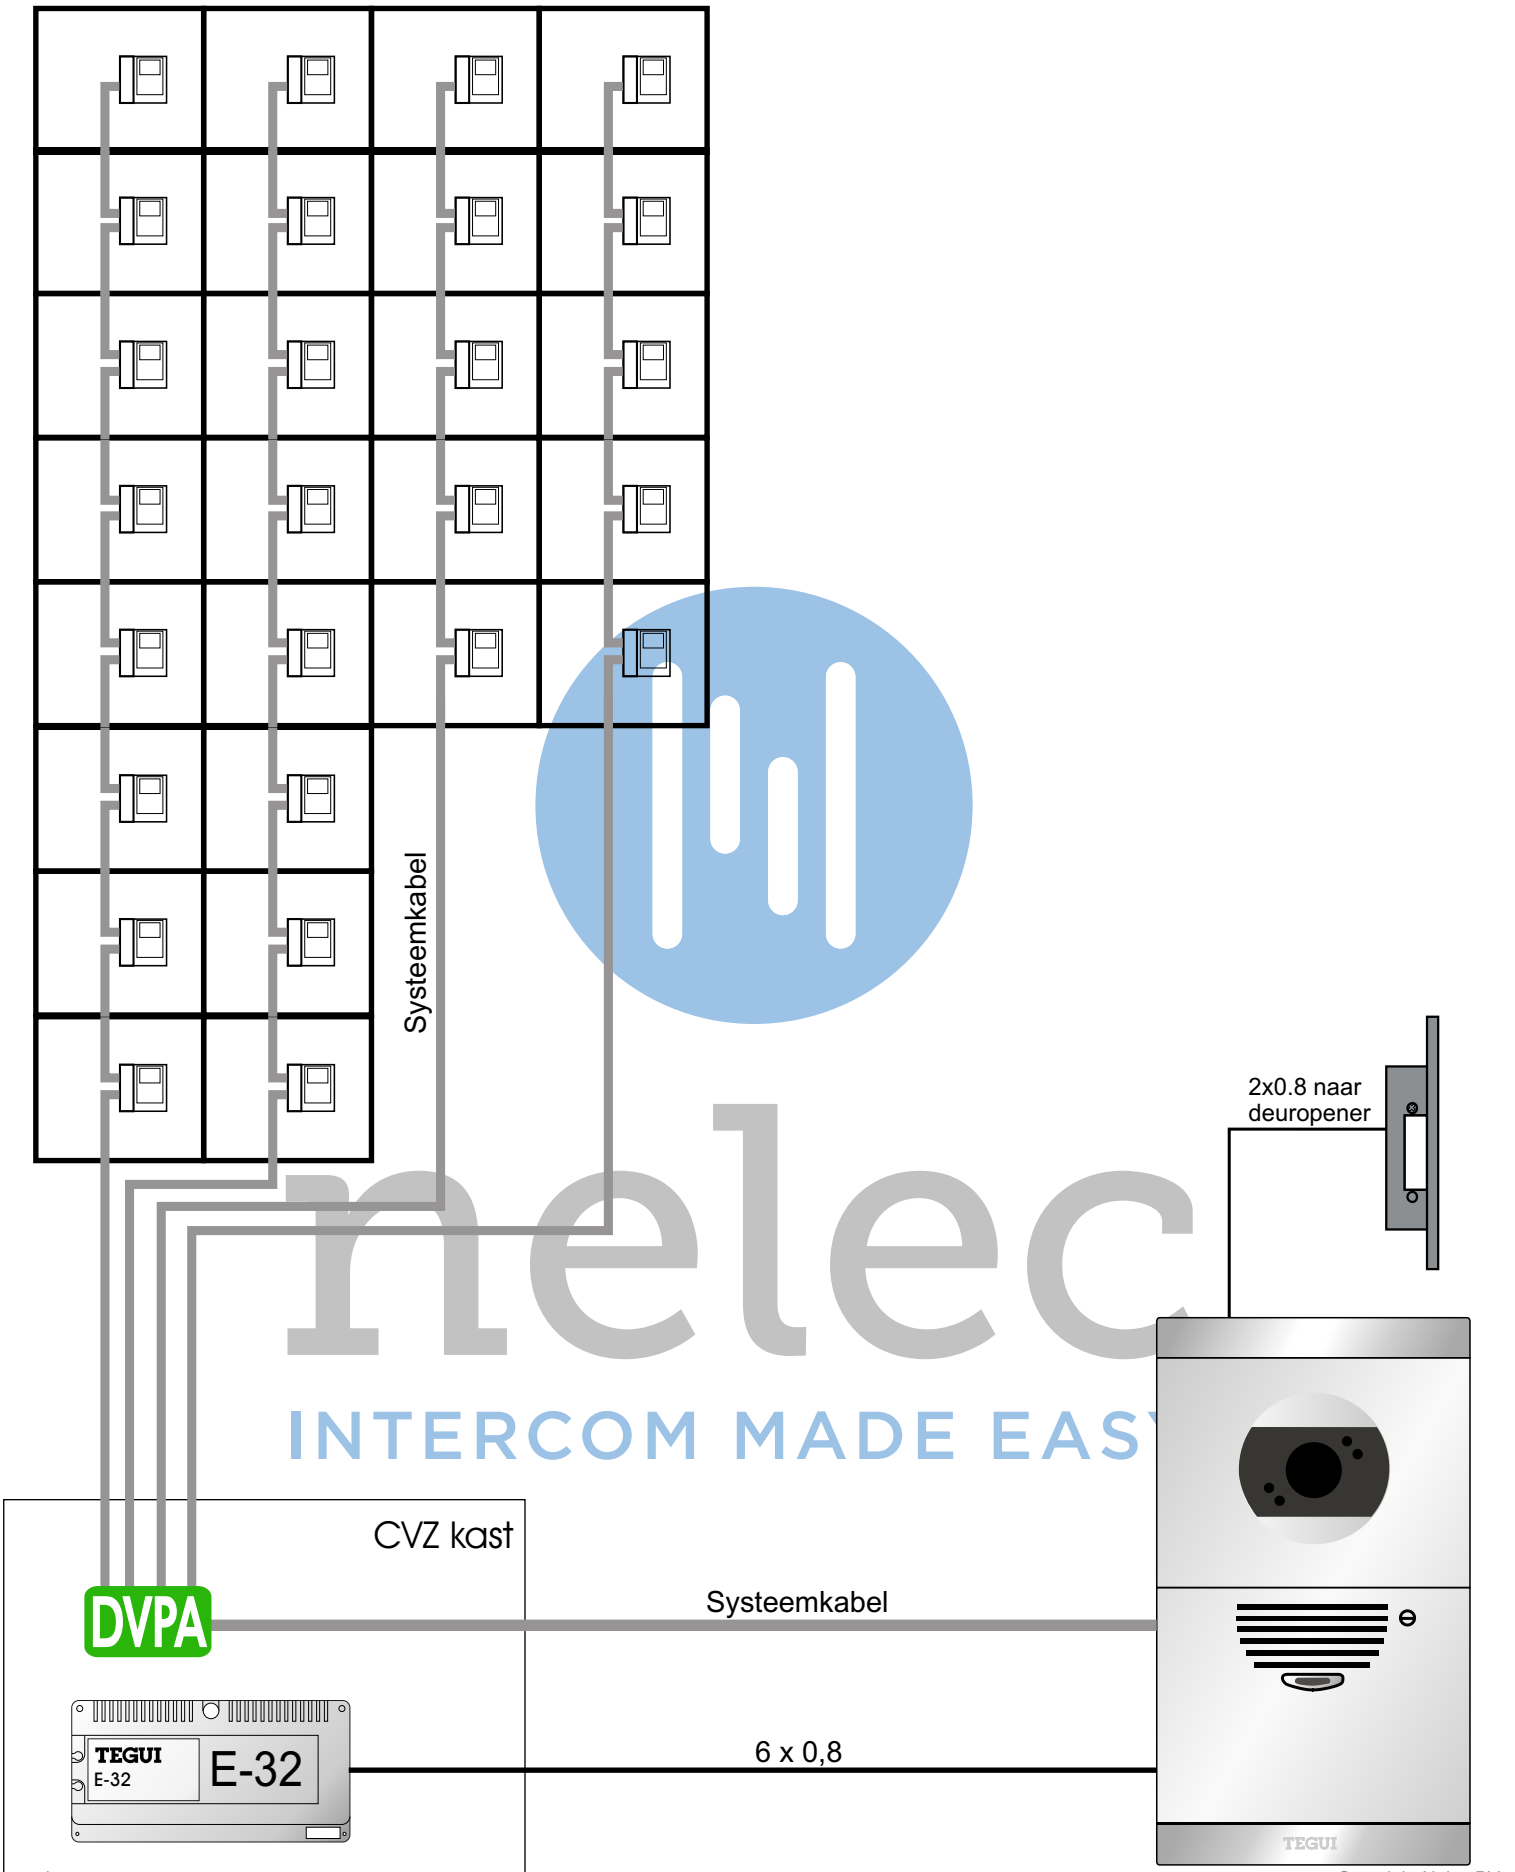 Systeemkabel
2x0.8 naar
deuropener
nelec
INTERCOM MADE EASY
CVZ kast
DVPA
Systeemkabel
TEGUI
E-32
E-32
6 x 0,8
TEGUI